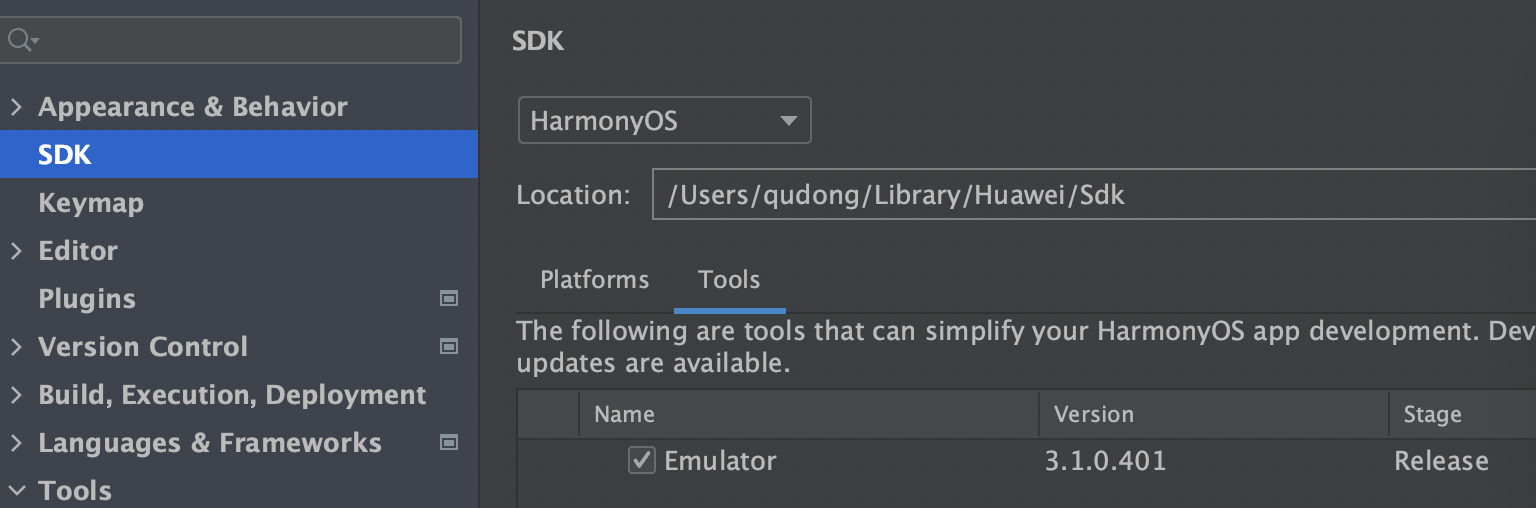 Appearance & Behavior
SDK
Keymap
Editor
Plugins
Version Control
Build, Execution, Deployment
Languages & Frameworks
Tools
SDK
HarmonyOS
Location: /Users/qudong/Library/Huawei/Sdk
Platforms Tools
The following are tools that can simplify your HarmonyOS app development. Dev
updates are available.
Name Version Stage
Emulator 3.1.0.401 Release